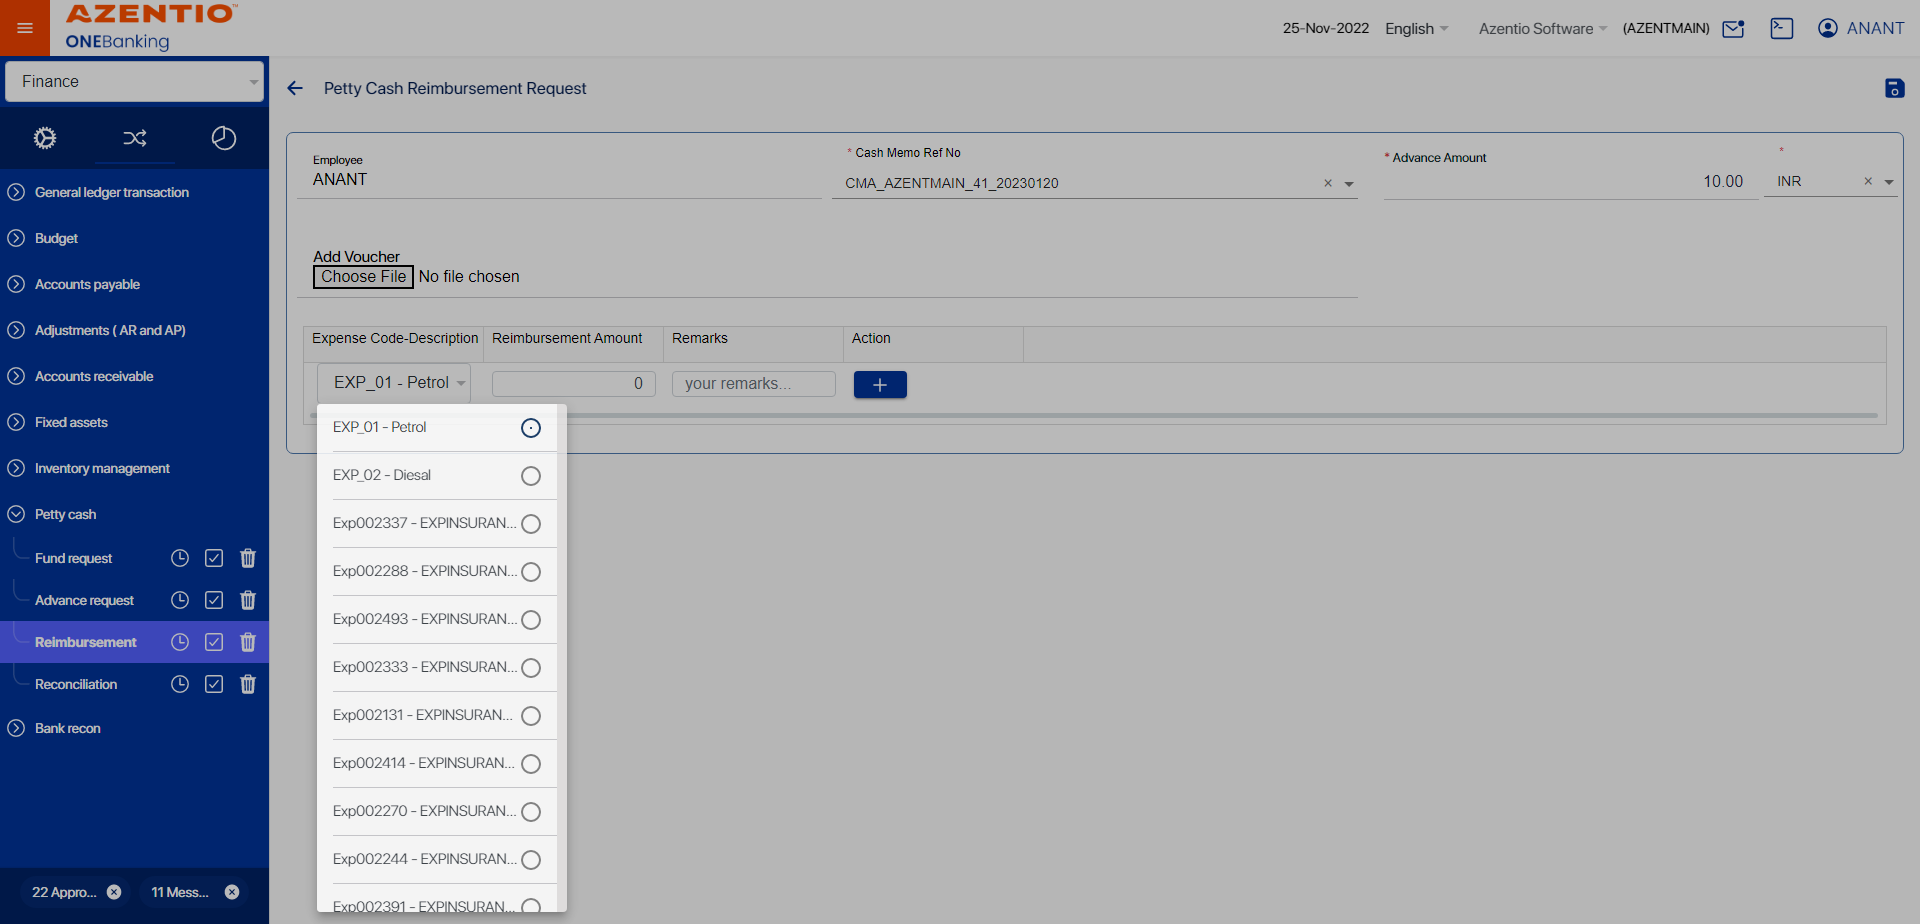 AZENTIO™
ONEBanking
25-Nov-2022 English Azentio Software (AZENTMAIN) ANANT
Finance
General ledger transaction
Budget
Accounts payable
Adjustments ( AR and AP)
Accounts receivable
Fixed assets
Inventory management
Petty cash
Fund request
Advance request
Reimbursement
Reconciliation
Bank recon
22 Appro...
11 Mess...
Petty Cash Reimbursement Request
Employee
ANANT
* Cash Memo Ref No
CMA_AZENTMAIN_41_20230120 ×
* Advance Amount
10.00
*
INR ×
Add Voucher
Choose File No file chosen
Expense Code-Description Reimbursement Amount Remarks Action
EXP_01 - Petrol 0 your remarks... +
EXP_01 - Petrol
EXP_02 - Diesal
Exp002337 - EXPINSURAN...
Exp002288 - EXPINSURAN...
Exp002493 - EXPINSURAN...
Exp002333 - EXPINSURAN...
Exp002131 - EXPINSURAN...
Exp002414 - EXPINSURAN...
Exp002270 - EXPINSURAN...
Exp002244 - EXPINSURAN...
Exp002391 - EXPINSURAN...